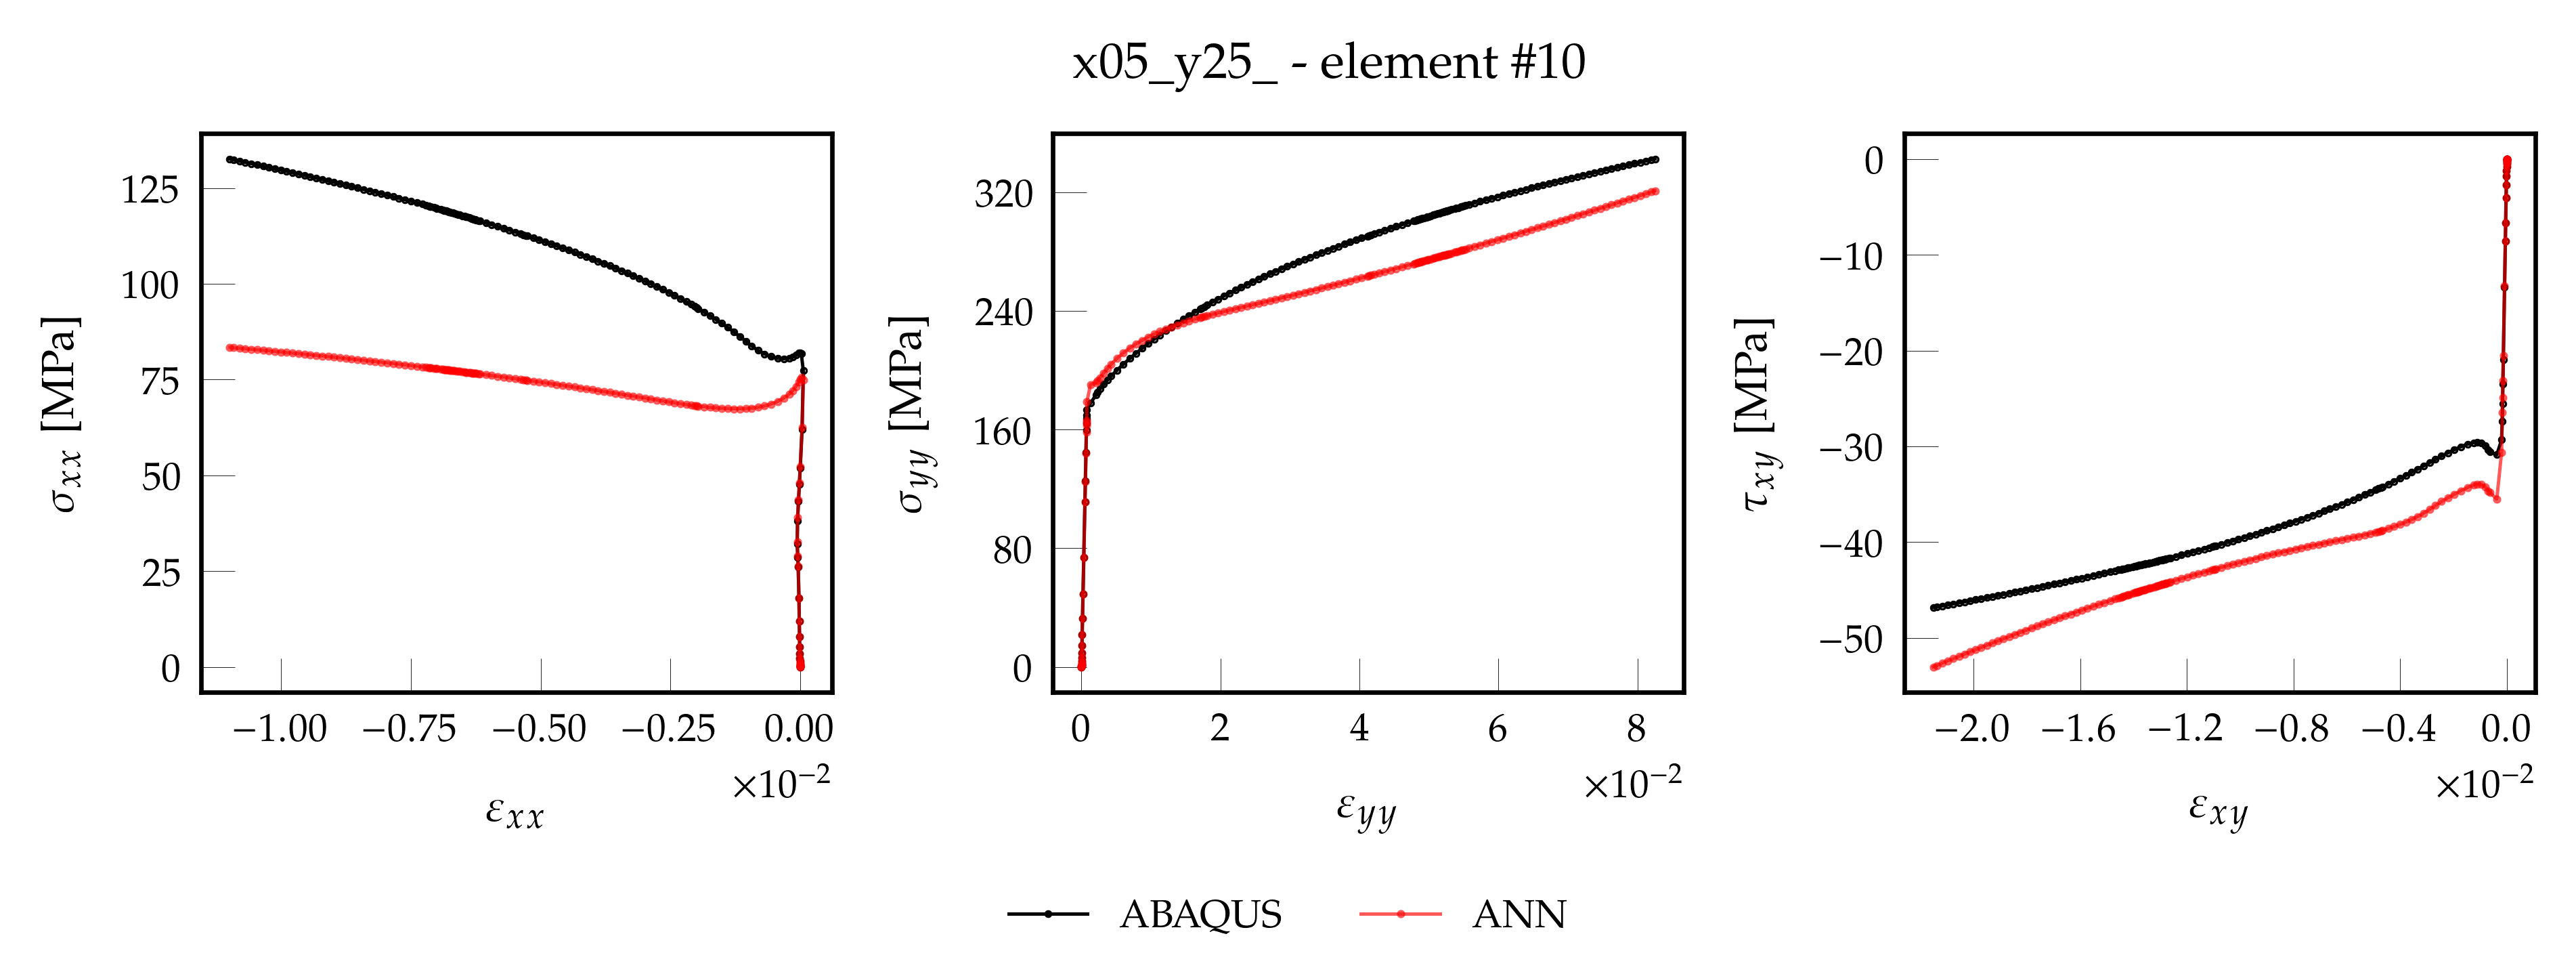 x05_y25_ - element #10
σxx [MPa]
125
100
75
50
25
0
−1.00 −0.75 −0.50 −0.25 0.00
×10−2
εxx
σyy [MPa]
320
240
160
80
0
0 2 4 6 8
×10−2
εyy
τxy [MPa]
0
−10
−20
−30
−40
−50
−2.0 −1.6 −1.2 −0.8 −0.4 0.0
×10−2
εxy
ABAQUS ANN